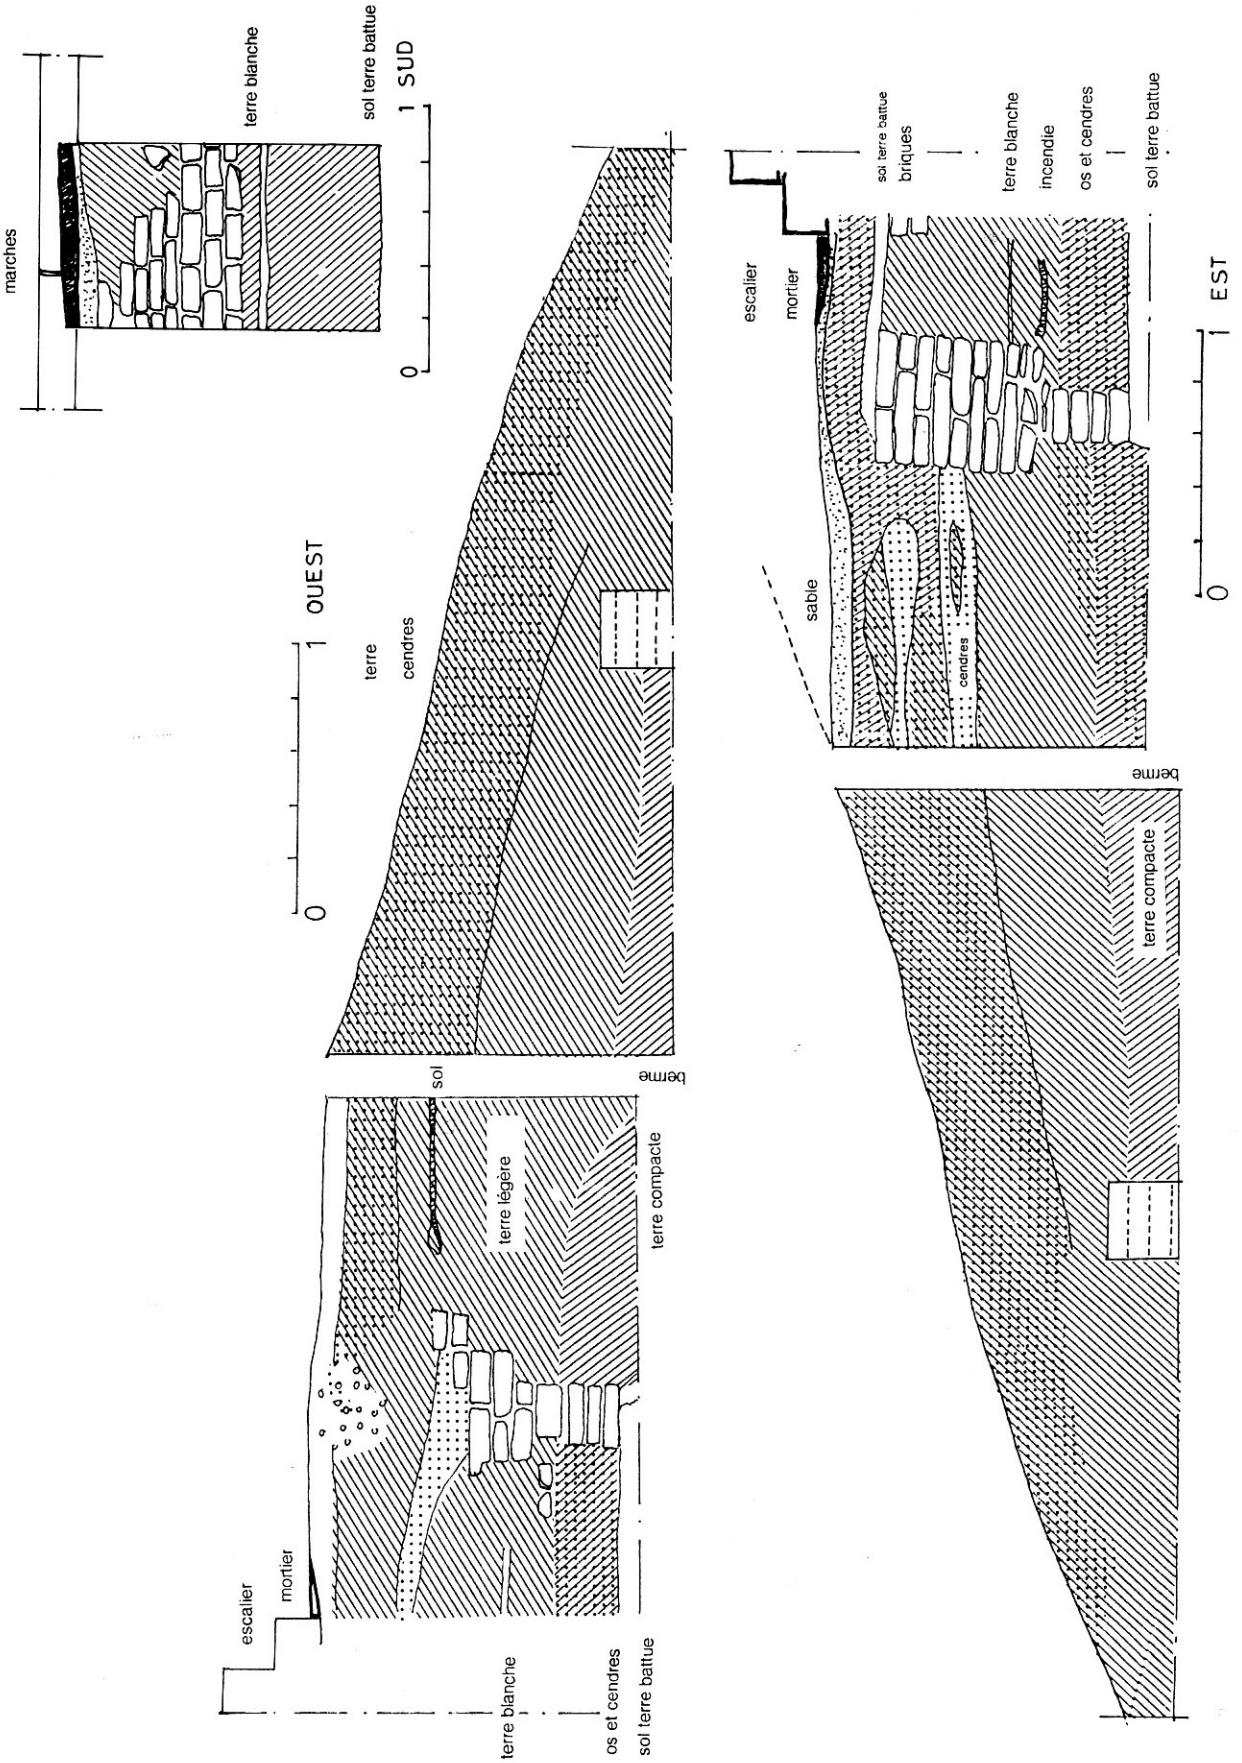 marches
terre blanche
sol terre battue
0 1 SUD
0 1 OUEST
terre
cendres
berme
escalier
mortier
sol
terre légère
terre compacte
terre blanche
os et cendres
sol terre battue
sol terre battue
briques
terre blanche
incendie
os et cendres
sol terre battue
escalier
mortier
sable
cendres
0 1 EST
berme
terre compacte